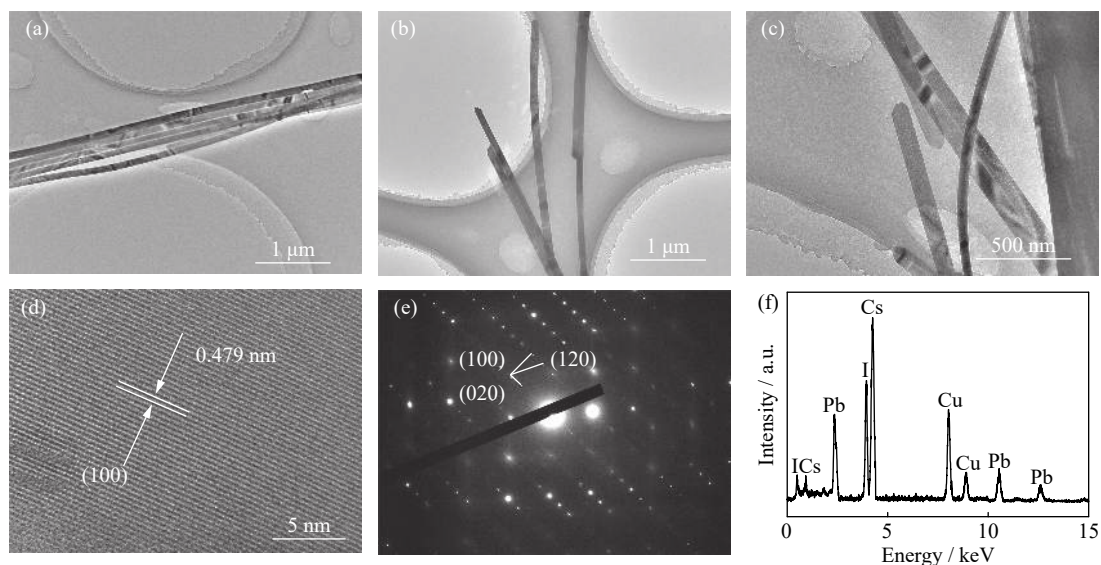 (a)
1 μm
(b)
1 μm
(c)
500 nm
(d)
0.479 nm
(100)
5 nm
(e)
(100)
(120)
(020)
(f)
Cs
I
Pb
Cu
Cu
Pb
Pb
ICs
Intensity / a.u.
0
5
10
15
Energy / keV